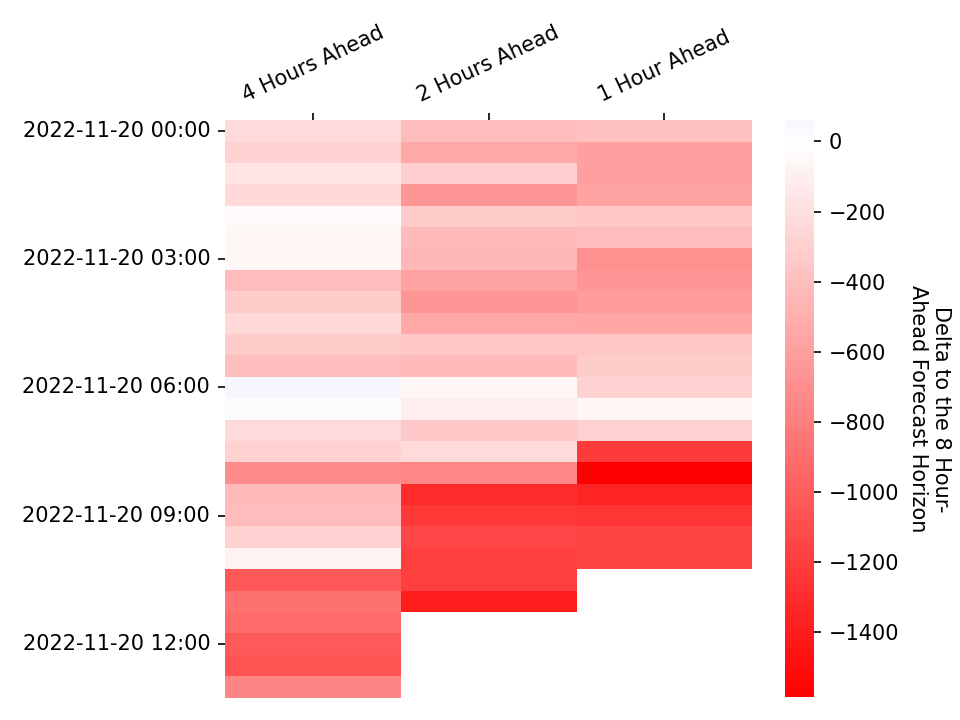 4 Hours Ahead
2 Hours Ahead
1 Hour Ahead
2022-11-20 00:00
2022-11-20 03:00
2022-11-20 06:00
2022-11-20 09:00
2022-11-20 12:00
0
−200
−400
−600
−800
−1000
−1200
−1400
Delta to the 8 Hour-
Ahead Forecast Horizon